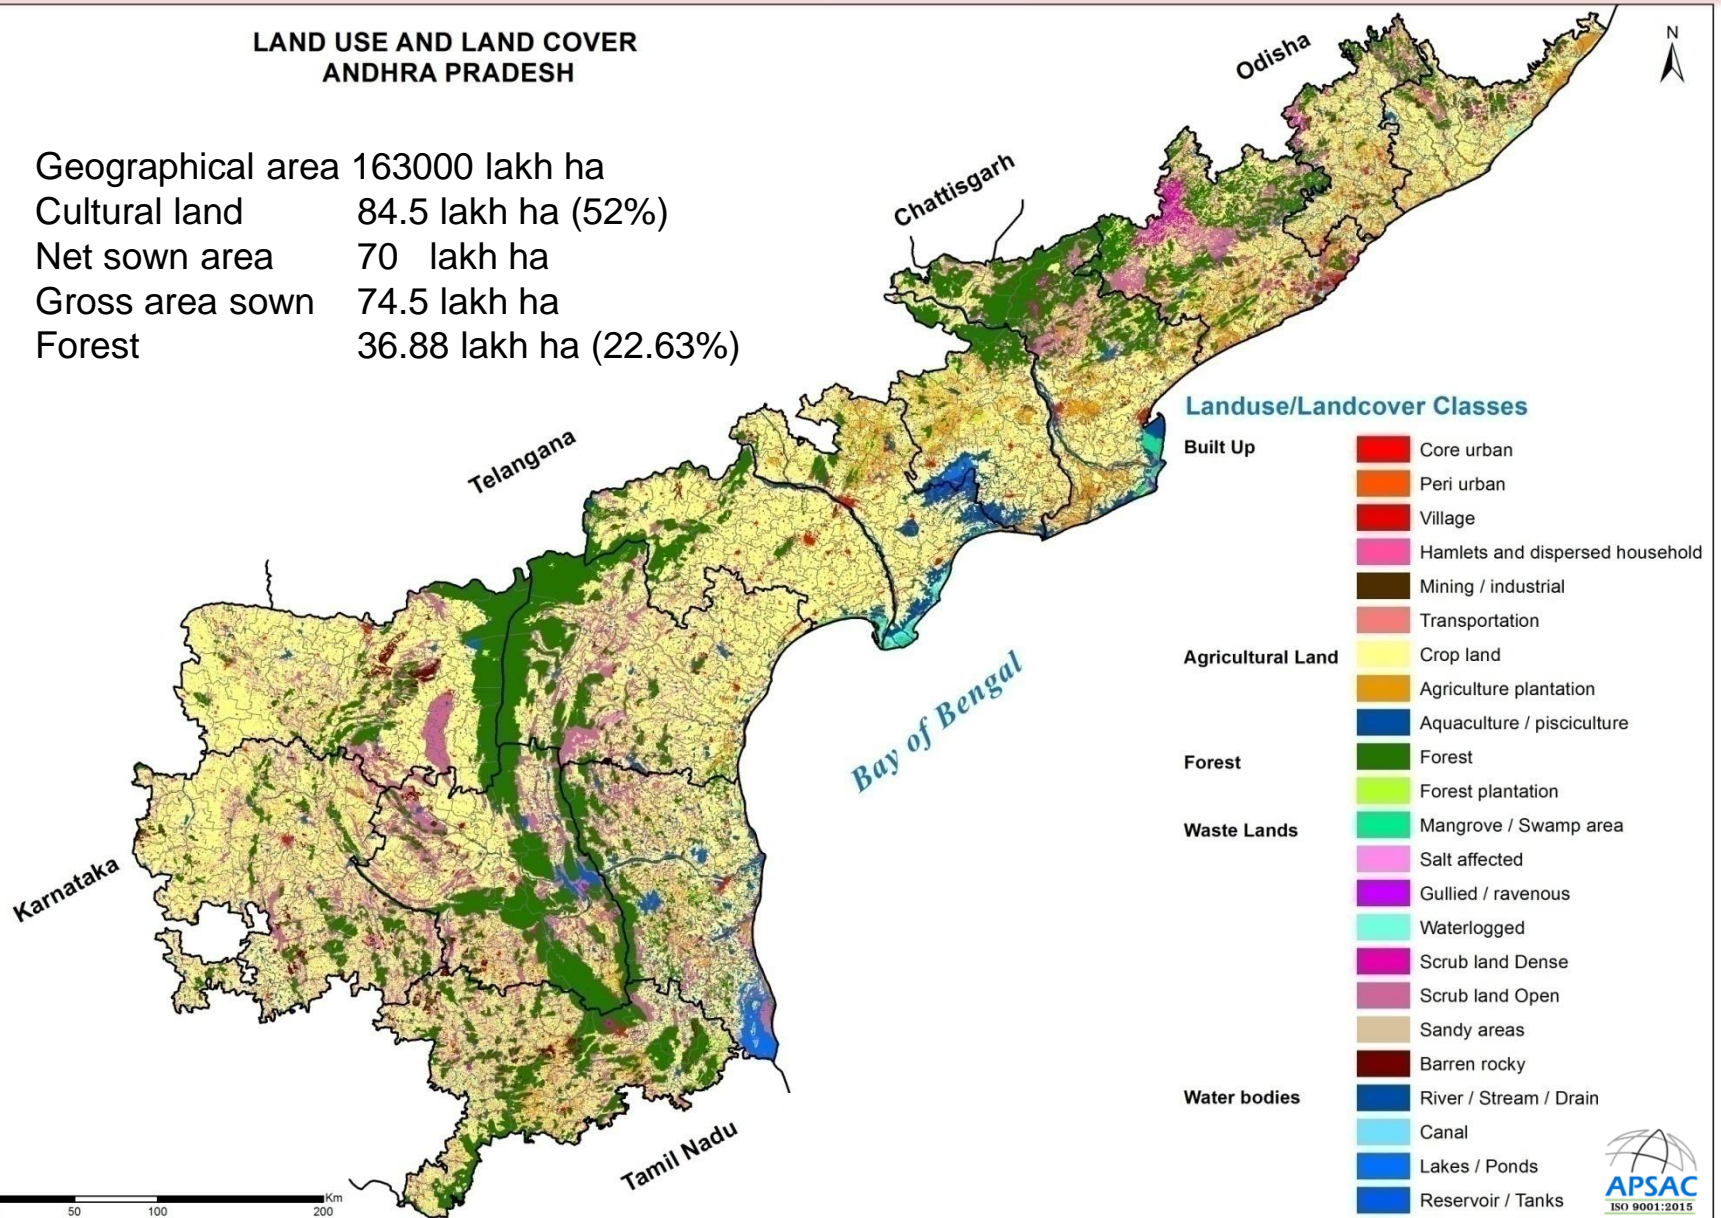 LAND USE AND LAND COVER
ANDHRA PRADESH
N
Odisha
Geographical area 163000 lakh ha
Cultural land 84.5 lakh ha (52%)
Net sown area 70 lakh ha
Gross area sown 74.5 lakh ha
Forest 36.88 lakh ha (22.63%)
Chattisgarh
Telangana
Karnataka
Tamil Nadu
Bay of Bengal
Landuse/Landcover Classes
Built Up
Core urban
Peri urban
Village
Hamlets and dispersed household
Mining / industrial
Transportation
Agricultural Land
Crop land
Agriculture plantation
Aquaculture / pisciculture
Forest
Forest
Forest plantation
Waste Lands
Mangrove / Swamp area
Salt affected
Gullied / ravenous
Waterlogged
Scrub land Dense
Scrub land Open
Sandy areas
Barren rocky
Water bodies
River / Stream / Drain
Canal
Lakes / Ponds
Reservoir / Tanks
Km
50 100 200
APSAC
ISO 9001:2015